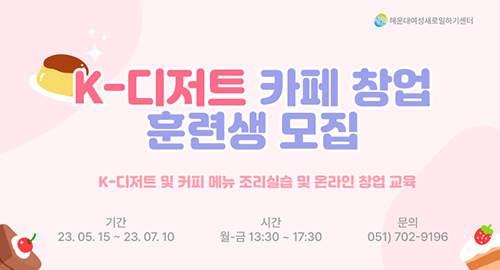 해운대여성새로일하기센터
K-디저트 카페 창업
훈련생 모집
K-디저트 및 커피 메뉴 조리실습 및 온라인 창업 교육
기간 시간 문의
23. 05. 15 ~ 23. 07. 10 월-금 13:30 ~ 17:30 051) 702-9196